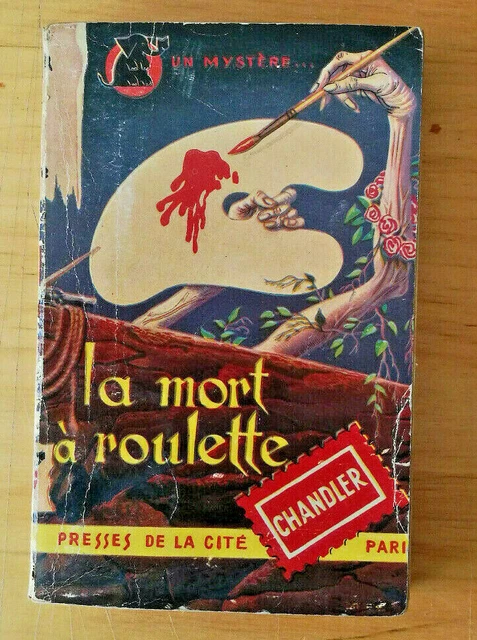 UN MYSTÈRE...
la mort
à roulette
CHANDLER
PRESSES DE LA CITÉ PARI